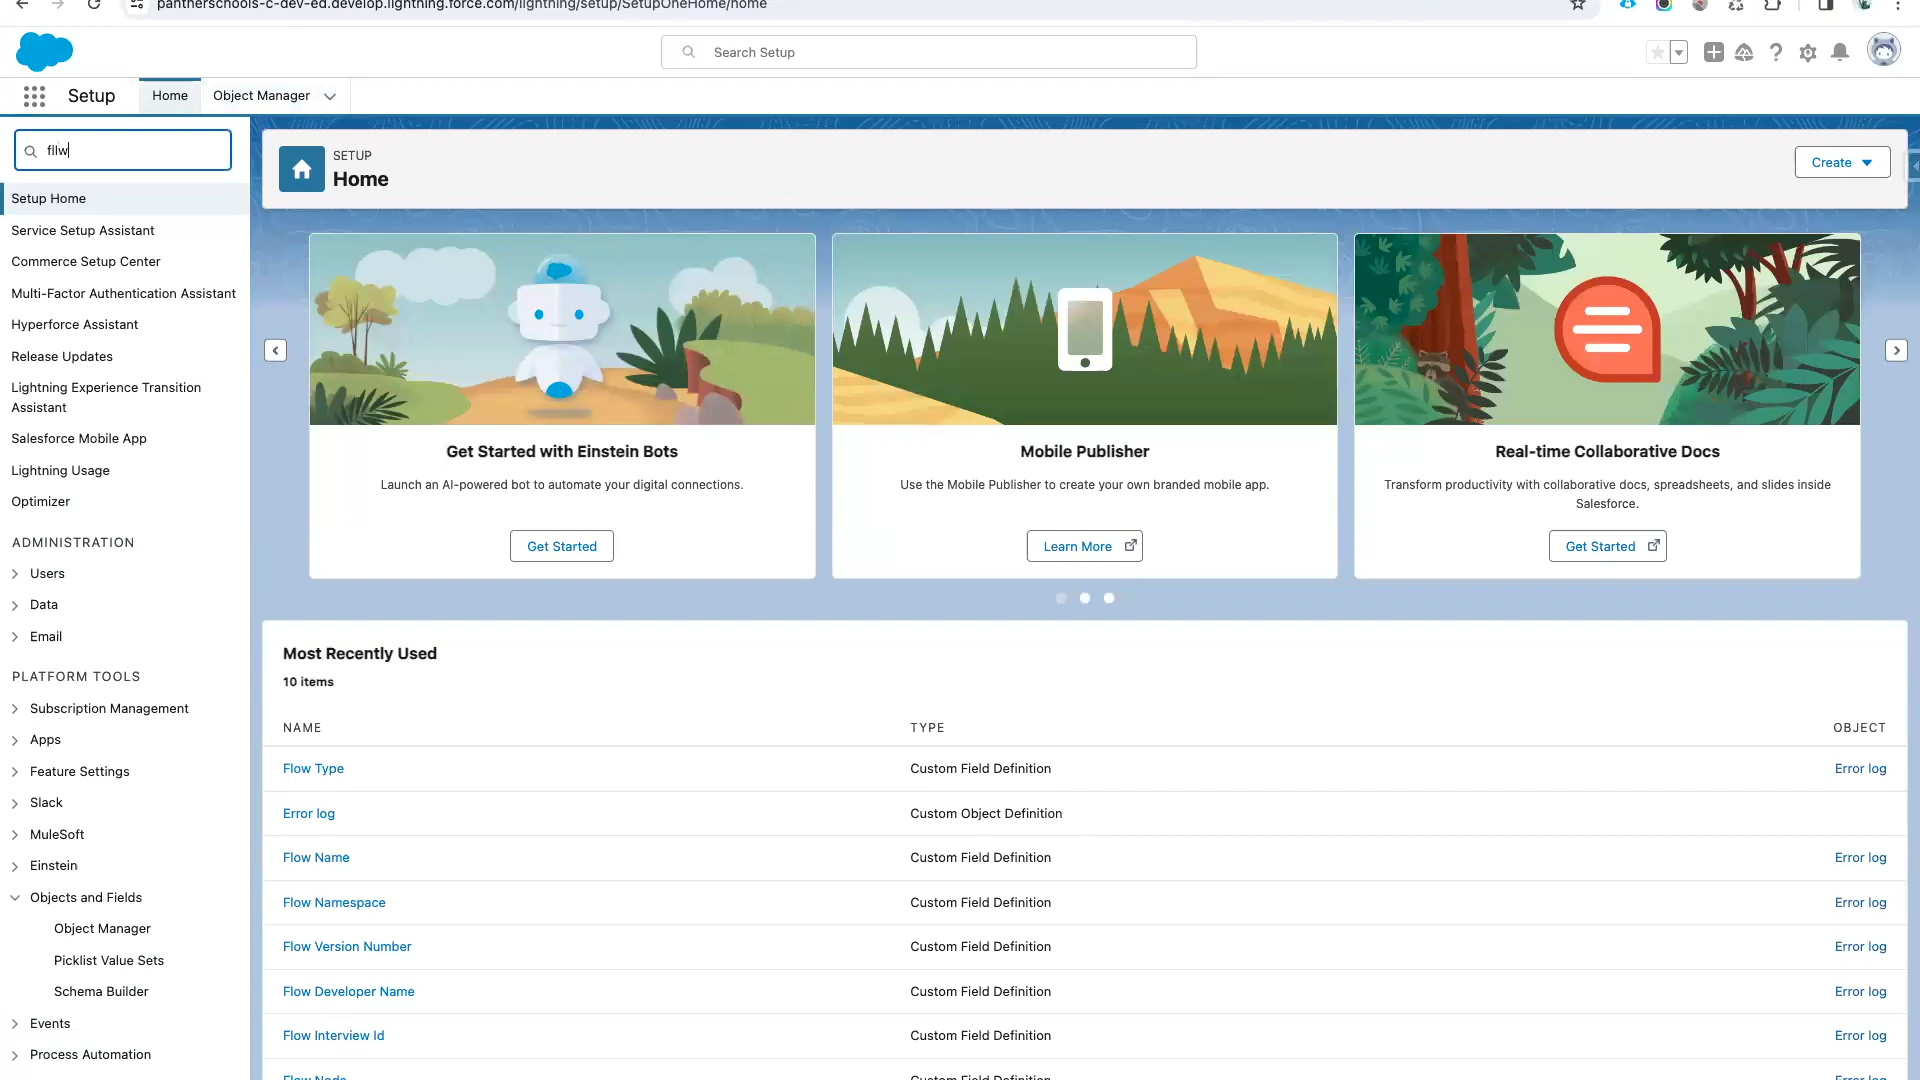 pantherschools-c-dev-ed.develop.lightning.force.com/lightning/setup/SetupOneHome/home
Search Setup
Setup
Home
Object Manager
fllw
Setup Home
Service Setup Assistant
Commerce Setup Center
Multi-Factor Authentication Assistant
Hyperforce Assistant
Release Updates
Lightning Experience Transition
Assistant
Salesforce Mobile App
Lightning Usage
Optimizer
ADMINISTRATION
Users
Data
Email
PLATFORM TOOLS
Subscription Management
Apps
Feature Settings
Slack
MuleSoft
Einstein
Objects and Fields
Object Manager
Picklist Value Sets
Schema Builder
Events
Process Automation
SETUP
Home
Create
Get Started with Einstein Bots
Launch an AI-powered bot to automate your digital connections.
Get Started
Mobile Publisher
Use the Mobile Publisher to create your own branded mobile app.
Learn More
Real-time Collaborative Docs
Transform productivity with collaborative docs, spreadsheets, and slides inside
Salesforce.
Get Started
Most Recently Used
10 items
NAME TYPE OBJECT
Flow Type Custom Field Definition Error log
Error log Custom Object Definition
Flow Name Custom Field Definition Error log
Flow Namespace Custom Field Definition Error log
Flow Version Number Custom Field Definition Error log
Flow Developer Name Custom Field Definition Error log
Flow Interview Id Custom Field Definition Error log
Flow Node Custom Field Definition Error log